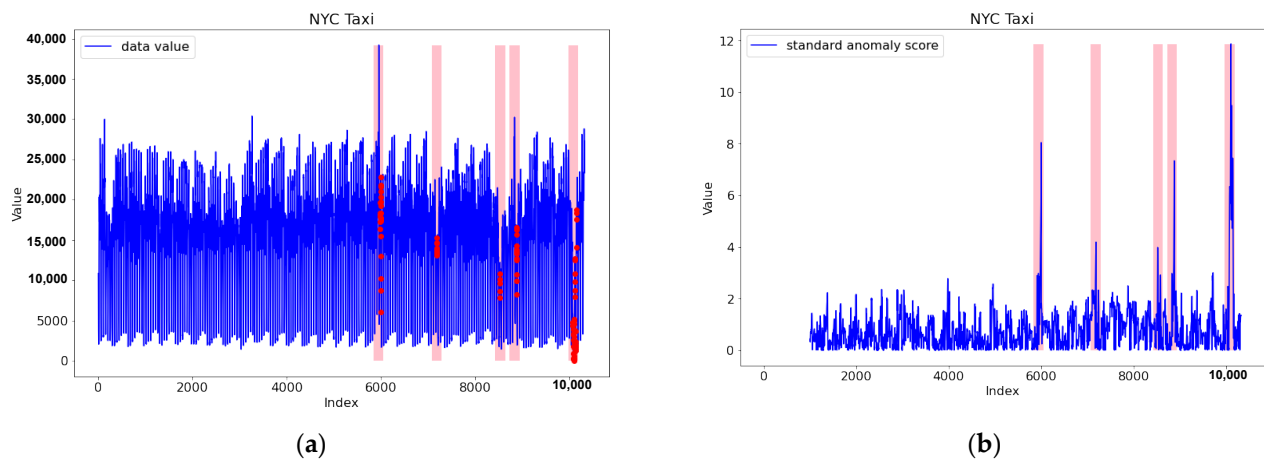 NYC Taxi
40,000
35,000
30,000
25,000
20,000
15,000
10,000
5000
0
Value
data value
0 2000 4000 6000 8000 10,000
Index
(a)
NYC Taxi
12
10
8
6
4
2
0
Value
standard anomaly score
0 2000 4000 6000 8000 10,000
Index
(b)